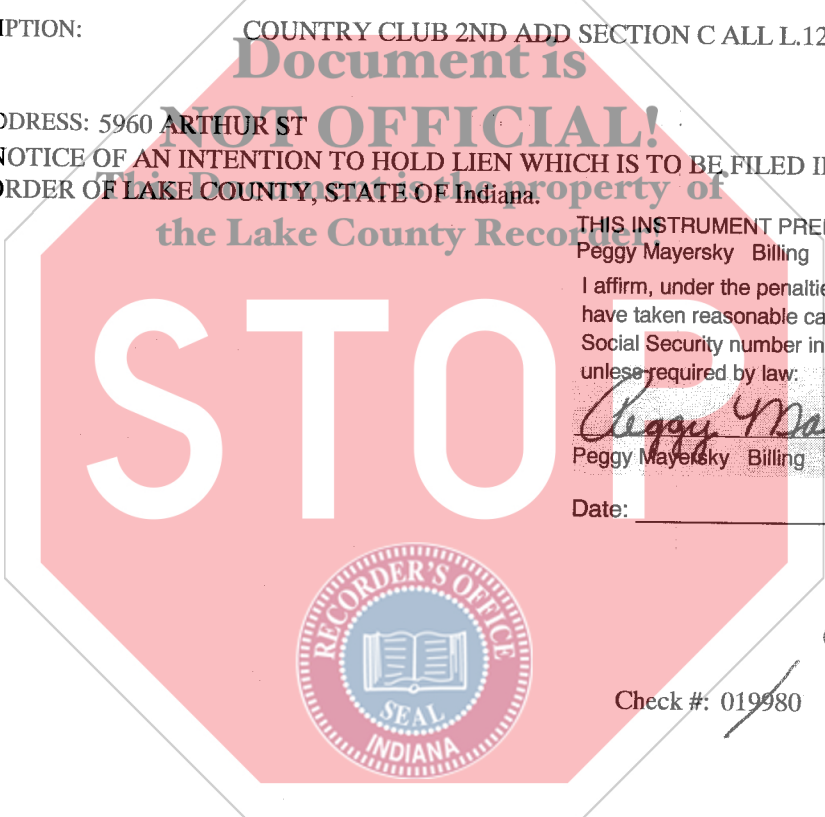 IPTION: COUNTRY CLUB 2ND ADD SECTION C ALL L.12
Document is
DDRESS: 5960 ARTHUR ST
NOT OFFICIAL!
NOTICE OF AN INTENTION TO HOLD LIEN WHICH IS TO BE FILED I
ORDER OF LAKE COUNTY, STATE OF Indiana.
This Document is the property of
the Lake County Recorder!
THIS INSTRUMENT PRE
Peggy Mayersky Billing
I affirm, under the penaltie
have taken reasonable ca
Social Security number in
unless required by law:
Peggy Ma
Peggy Mayersky Billing
Date:
STOP
RECORDER'S OFFICE
SEAL
INDIANA
Check #: 019980